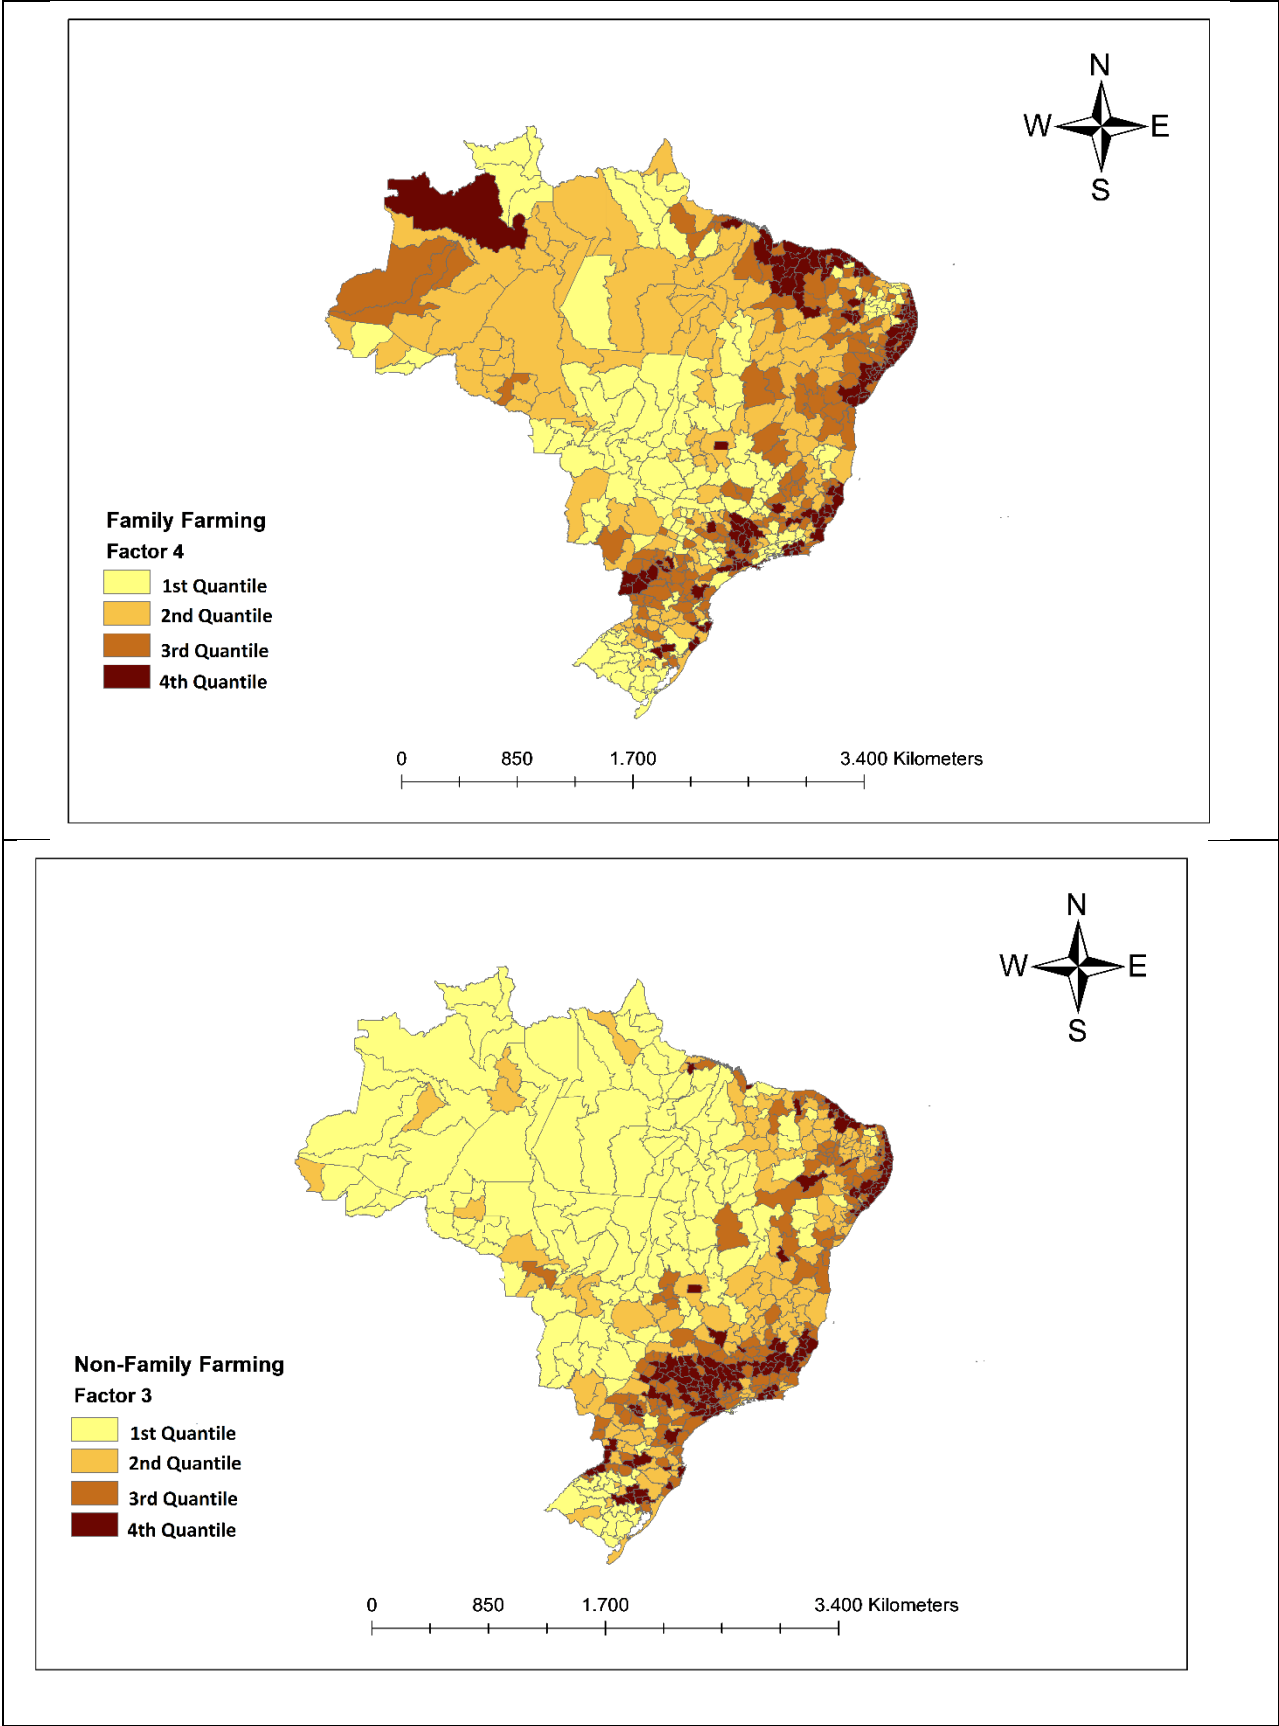 N
W E
S
Family Farming
Factor 4
1st Quantile
2nd Quantile
3rd Quantile
4th Quantile
0 850 1.700 3.400 Kilometers
N
W E
S
Non-Family Farming
Factor 3
1st Quantile
2nd Quantile
3rd Quantile
4th Quantile
0 850 1.700 3.400 Kilometers